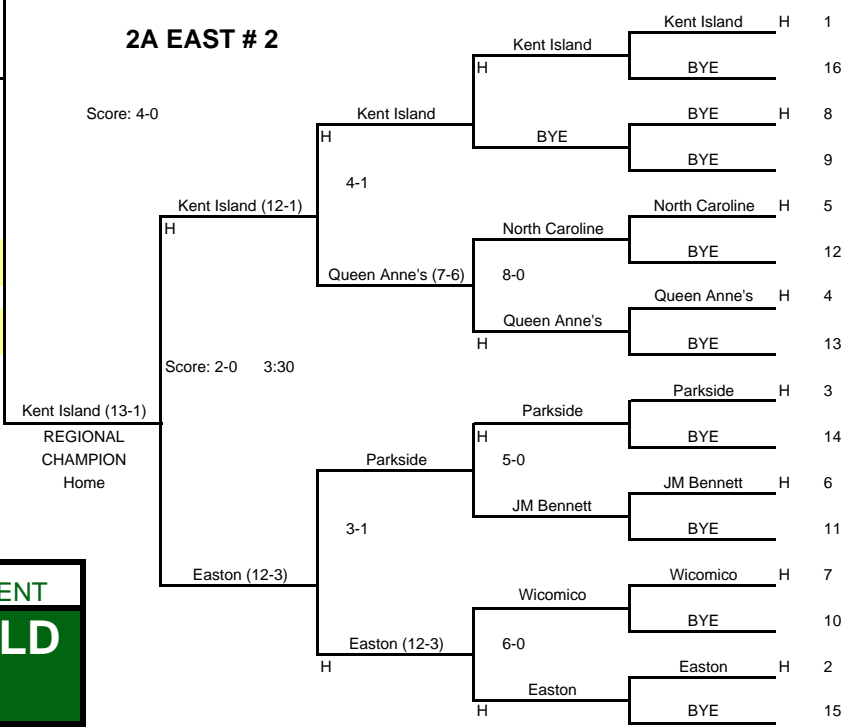 Kent Island H 1
2A EAST # 2
Kent Island
H BYE 16
Score: 4-0 Kent Island BYE H 8
H BYE
BYE 9
4-1
Kent Island (12-1) North Caroline H 5
H North Caroline
BYE 12
Queen Anne's (7-6) 8-0
Queen Anne's H 4
Queen Anne's
H BYE 13
Score: 2-0 3:30
Parkside H 3
Kent Island (13-1) Parkside
REGIONAL H BYE 14
CHAMPION Parkside 5-0
Home JM Bennett H 6
JM Bennett
3-1 BYE 11
Easton (12-3) Wicomico H 7
ENT Wicomico
BYE 10
LD Easton (12-3) 6-0
H Easton H 2
Easton
H BYE 15